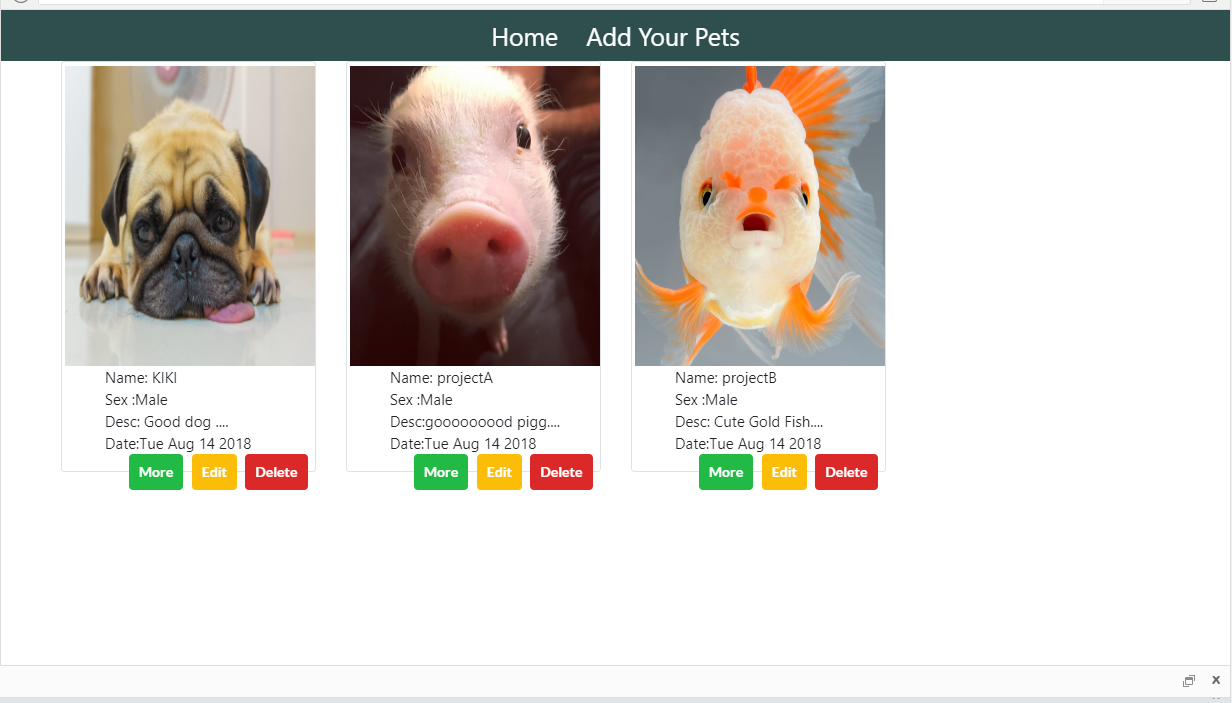 Home Add Your Pets
Name: KIKI
Sex :Male
Desc: Good dog ....
Date:Tue Aug 14 2018
More Edit Delete
Name: projectA
Sex :Male
Desc:gooooooood pigg....
Date:Tue Aug 14 2018
More Edit Delete
Name: projectB
Sex :Male
Desc: Cute Gold Fish....
Date:Tue Aug 14 2018
More Edit Delete